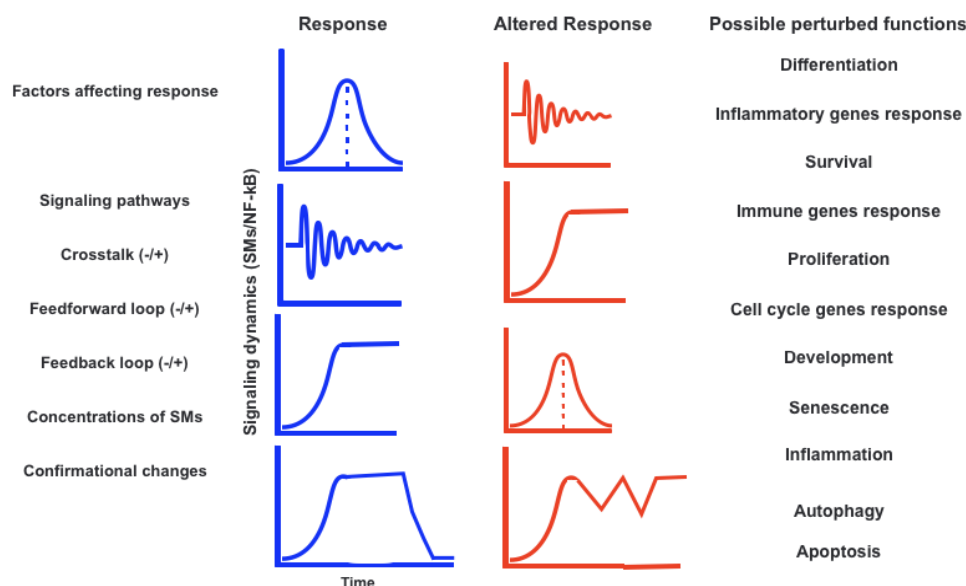 Response
Altered Response
Possible perturbed functions
Factors affecting response
Signaling pathways
Crosstalk (-/+)
Feedforward loop (-/+)
Feedback loop (-/+)
Concentrations of SMs
Confirmational changes
Signaling dynamics (SMs/NF-kB)
Time
Differentiation
Inflammatory genes response
Survival
Immune genes response
Proliferation
Cell cycle genes response
Development
Senescence
Inflammation
Autophagy
Apoptosis